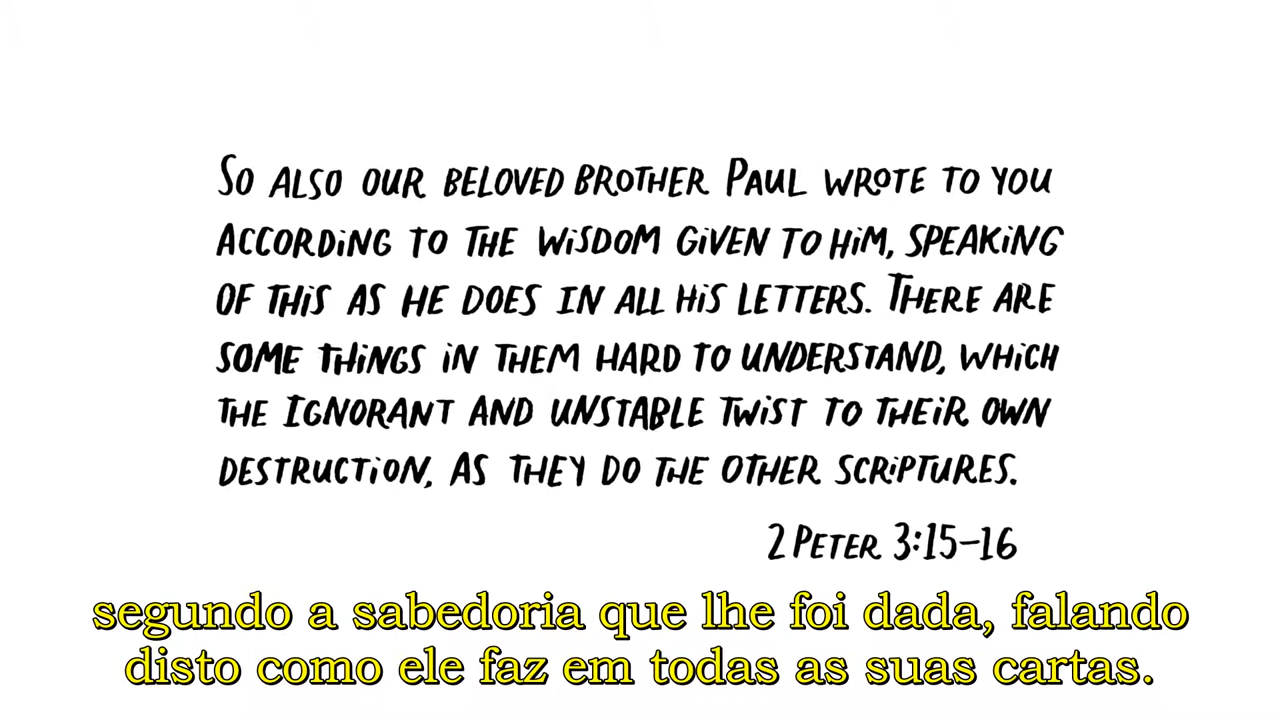 So also our beloved brother Paul wrote to you
according to the wisdom given to him, speaking
of this as he does in all his letters. There are
some things in them hard to understand, which
the ignorant and unstable twist to their own
destruction, as they do the other scriptures.
2 Peter 3:15–16
segundo a sabedoria que lhe foi dada, falando
disto como ele faz em todas as suas cartas.